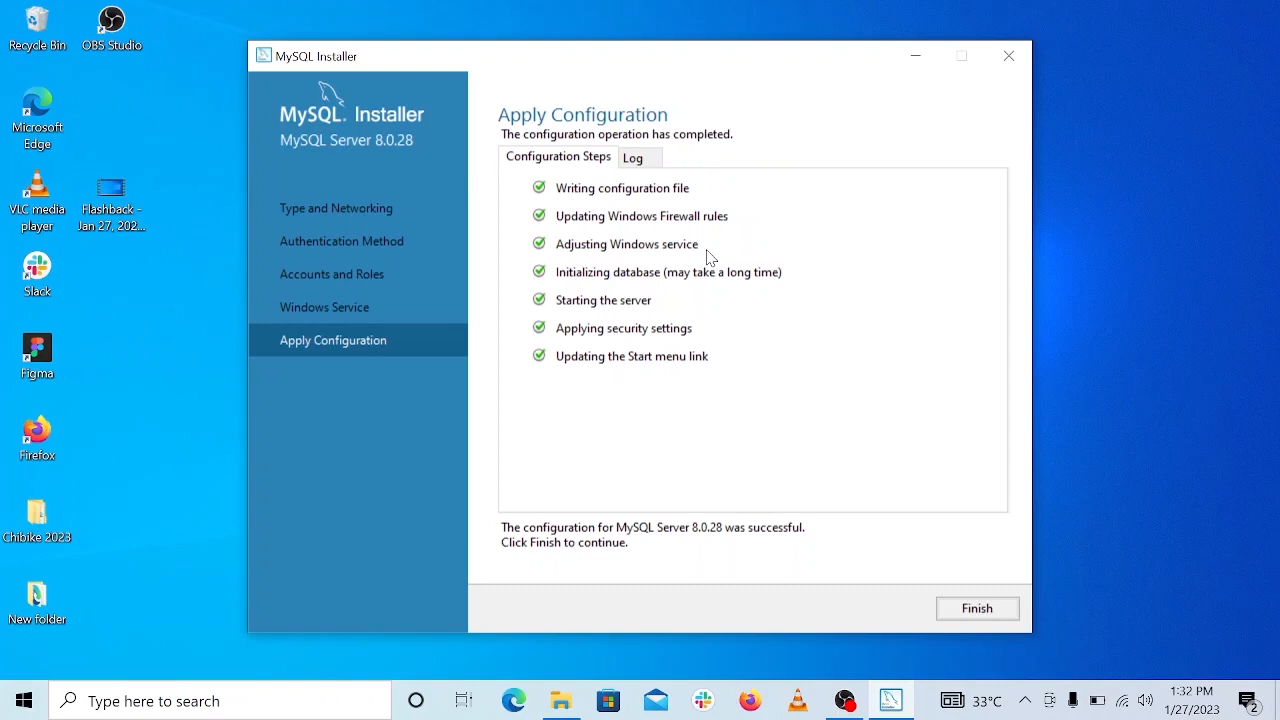 Recycle Bin
OBS Studio
Microsoft
Edge
VLC media
player
Flashback -
Jan 27, 202...
Slack
Figma
Firefox
Chibike 2023
New folder
MySQL Installer
MySQL. Installer
MySQL Server 8.0.28
Type and Networking
Authentication Method
Accounts and Roles
Windows Service
Apply Configuration
Apply Configuration
The configuration operation has completed.
Configuration Steps
Log
Writing configuration file
Updating Windows Firewall rules
Adjusting Windows service
Initializing database (may take a long time)
Starting the server
Applying security settings
Updating the Start menu link
The configuration for MySQL Server 8.0.28 was successful.
Click Finish to continue.
Finish
Type here to search
33°C
1:32 PM
1/27/2023
2